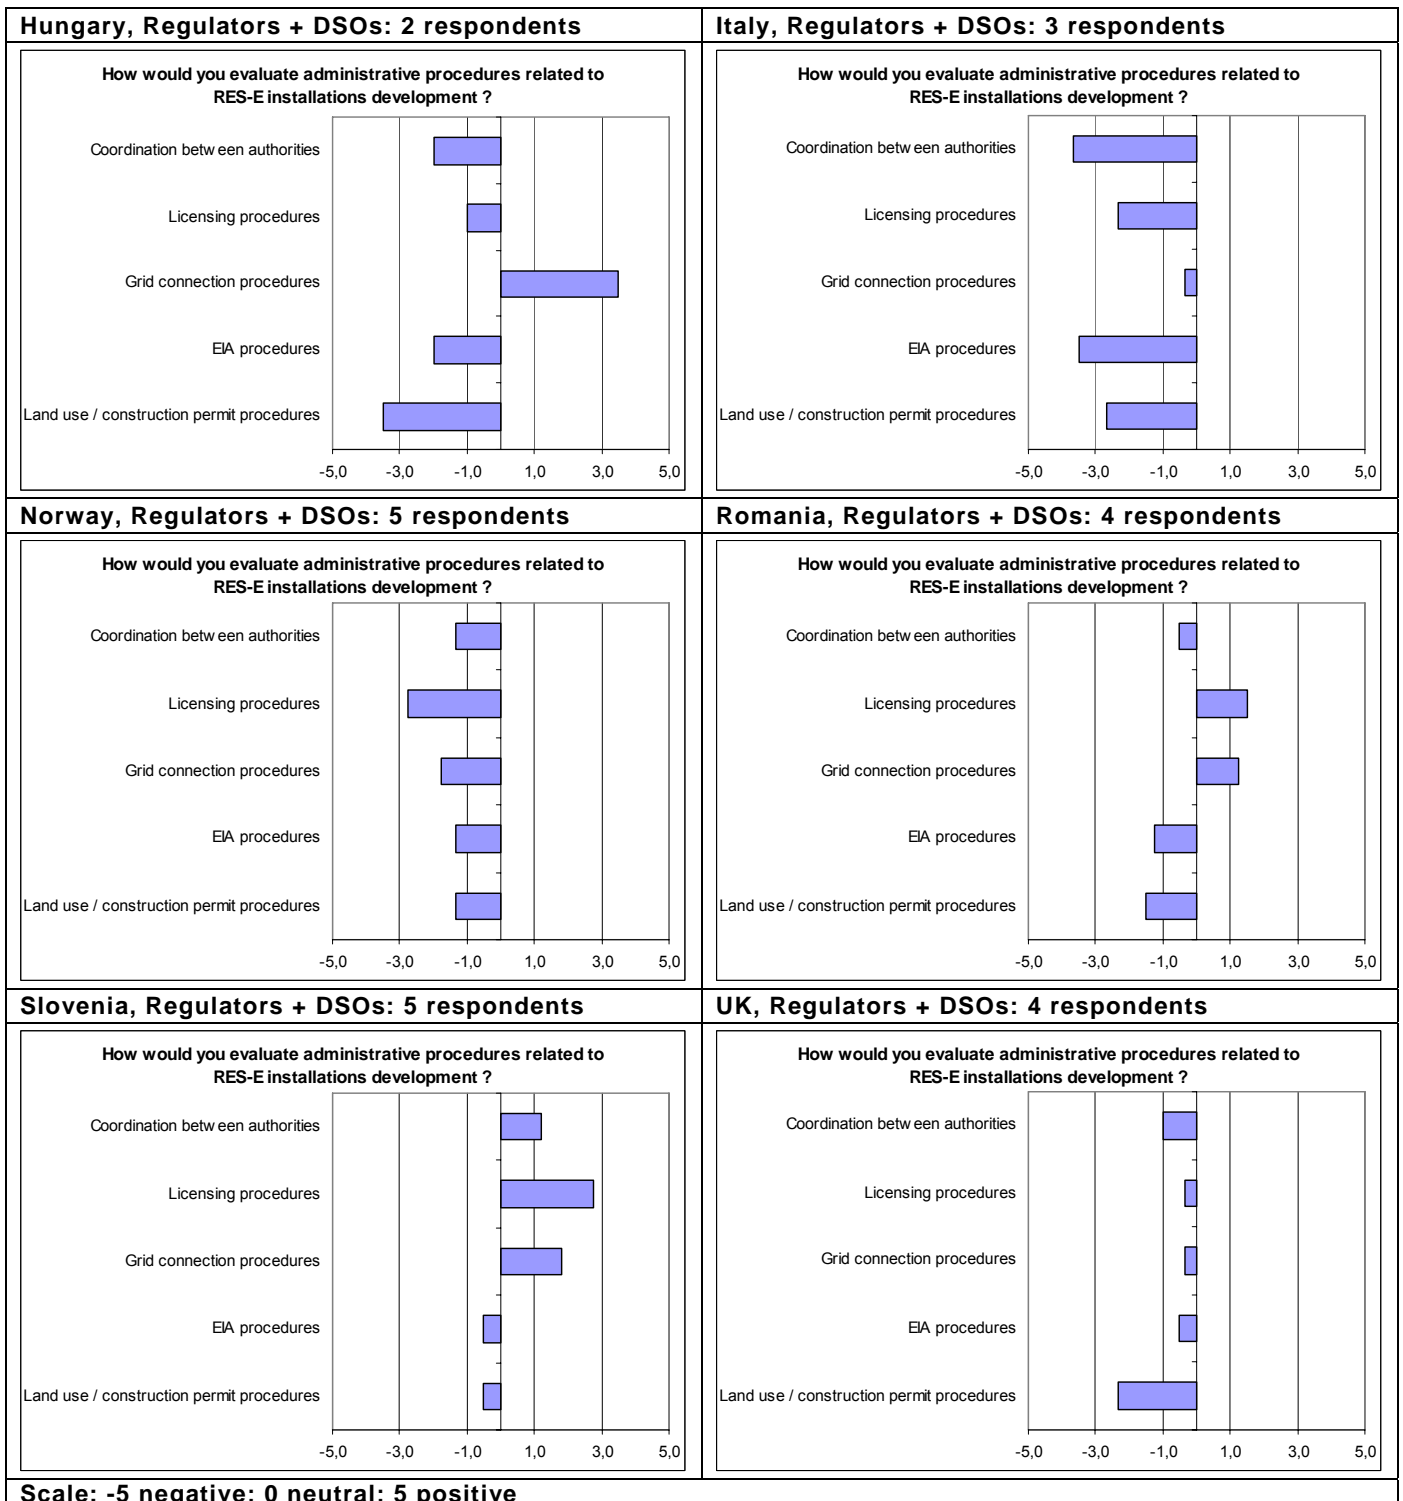 Hungary, Regulators + DSOs: 2 respondents
How would you evaluate administrative procedures related to
RES-E installations development ?
Coordination betw een authorities
Licensing procedures
Grid connection procedures
EIA procedures
Land use / construction permit procedures
-5,0 -3,0 -1,0 1,0 3,0 5,0
Italy, Regulators + DSOs: 3 respondents
How would you evaluate administrative procedures related to
RES-E installations development ?
Coordination betw een authorities
Licensing procedures
Grid connection procedures
EIA procedures
Land use / construction permit procedures
-5,0 -3,0 -1,0 1,0 3,0 5,0
Norway, Regulators + DSOs: 5 respondents
How would you evaluate administrative procedures related to
RES-E installations development ?
Coordination betw een authorities
Licensing procedures
Grid connection procedures
EIA procedures
Land use / construction permit procedures
-5,0 -3,0 -1,0 1,0 3,0 5,0
Romania, Regulators + DSOs: 4 respondents
How would you evaluate administrative procedures related to
RES-E installations development ?
Coordination betw een authorities
Licensing procedures
Grid connection procedures
EIA procedures
Land use / construction permit procedures
-5,0 -3,0 -1,0 1,0 3,0 5,0
Slovenia, Regulators + DSOs: 5 respondents
How would you evaluate administrative procedures related to
RES-E installations development ?
Coordination betw een authorities
Licensing procedures
Grid connection procedures
EIA procedures
Land use / construction permit procedures
-5,0 -3,0 -1,0 1,0 3,0 5,0
UK, Regulators + DSOs: 4 respondents
How would you evaluate administrative procedures related to
RES-E installations development ?
Coordination betw een authorities
Licensing procedures
Grid connection procedures
EIA procedures
Land use / construction permit procedures
-5,0 -3,0 -1,0 1,0 3,0 5,0
Scale: -5 negative; 0 neutral; 5 positive